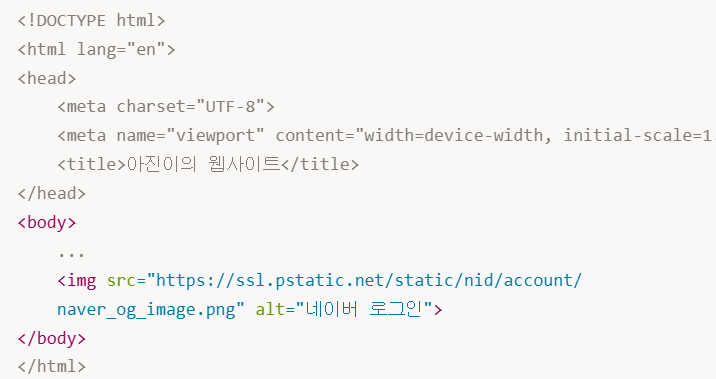 <!DOCTYPE html>
<html lang="en">
<head>
<meta charset="UTF-8">
<meta name="viewport" content="width=device-width, initial-scale=1
<title>아진이의 웹사이트</title>
</head>
<body>
...
<img src="https://ssl.pstatic.net/static/nid/account/
naver_og_image.png" alt="네이버 로그인">
</body>
</html>